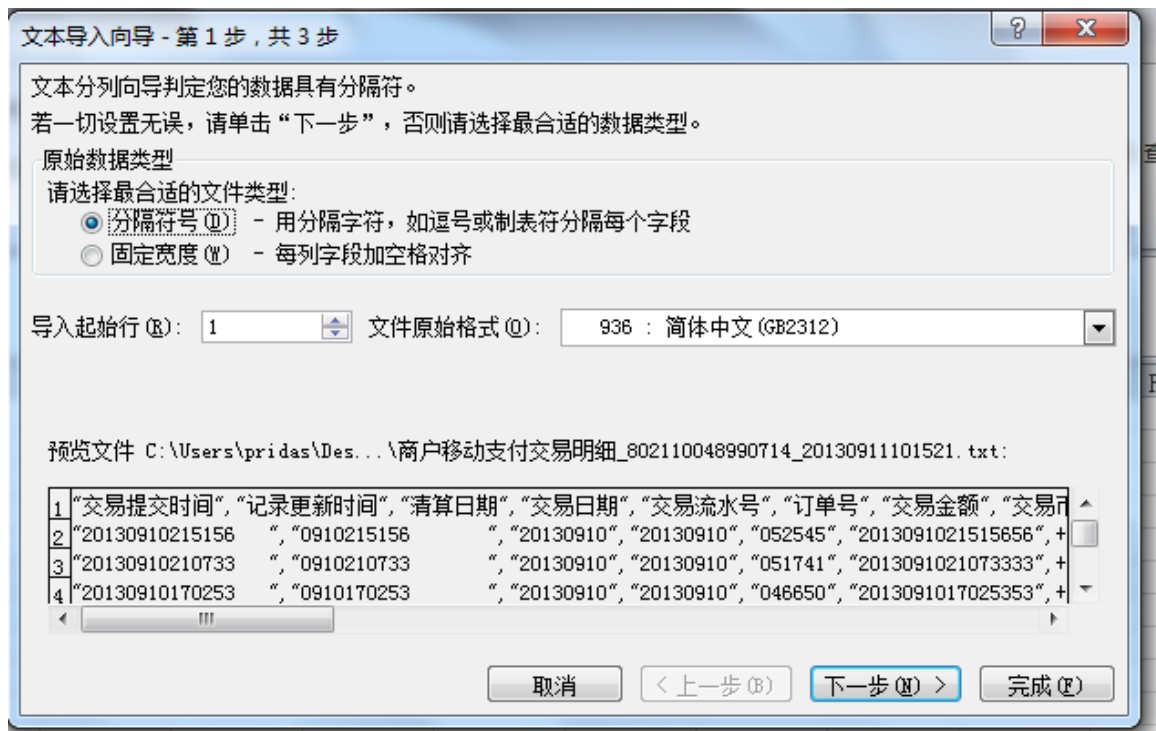 文本导入向导 - 第 1 步，共 3 步
文本分列向导判定您的数据具有分隔符。
若一切设置无误，请单击“下一步”，否则请选择最合适的数据类型。
原始数据类型
请选择最合适的文件类型:
分隔符号(D) - 用分隔字符，如逗号或制表符分隔每个字段
固定宽度(W) - 每列字段加空格对齐
导入起始行(R): 1 文件原始格式(O): 936 : 简体中文(GB2312)
预览文件 C:\Users\pridas\Des...\商户移动支付交易明细_802110048990714_20130911101521.txt:
1 "交易提交时间","记录更新时间","清算日期","交易日期","交易流水号","订单号","交易金额","交易
2 "20130910215156 ","0910215156 ","20130910","20130910","052545","2013091021515656",+
3 "20130910210733 ","0910210733 ","20130910","20130910","051741","2013091021073333",+
4 "20130910170253 ","0910170253 ","20130910","20130910","046650","2013091017025353",+
取消 < 上一步(B) 下一步(N) > 完成(F)